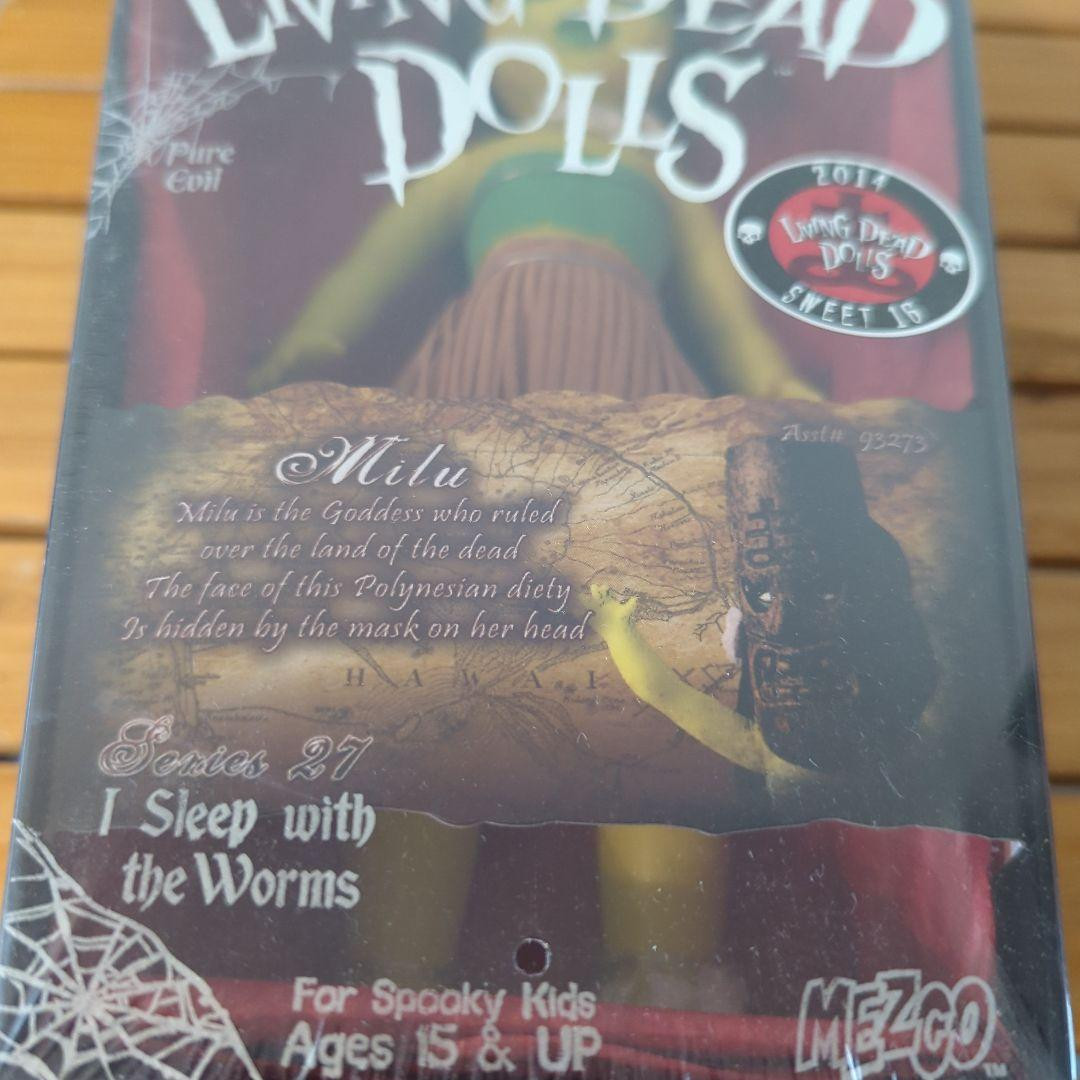 LIVING DEAD
DOLLS
Pure
Evil
2014
LIVING DEAD
DOLLS
SWEET 16
Asst# 93273
Milu
Milu is the Goddess who ruled
over the land of the dead
The face of this Polynesian diety
Is hidden by the mask on her head
HAWAI
Series 27
I Sleep with
the Worms
For Spooky Kids
Ages 15 & UP
MEZCO